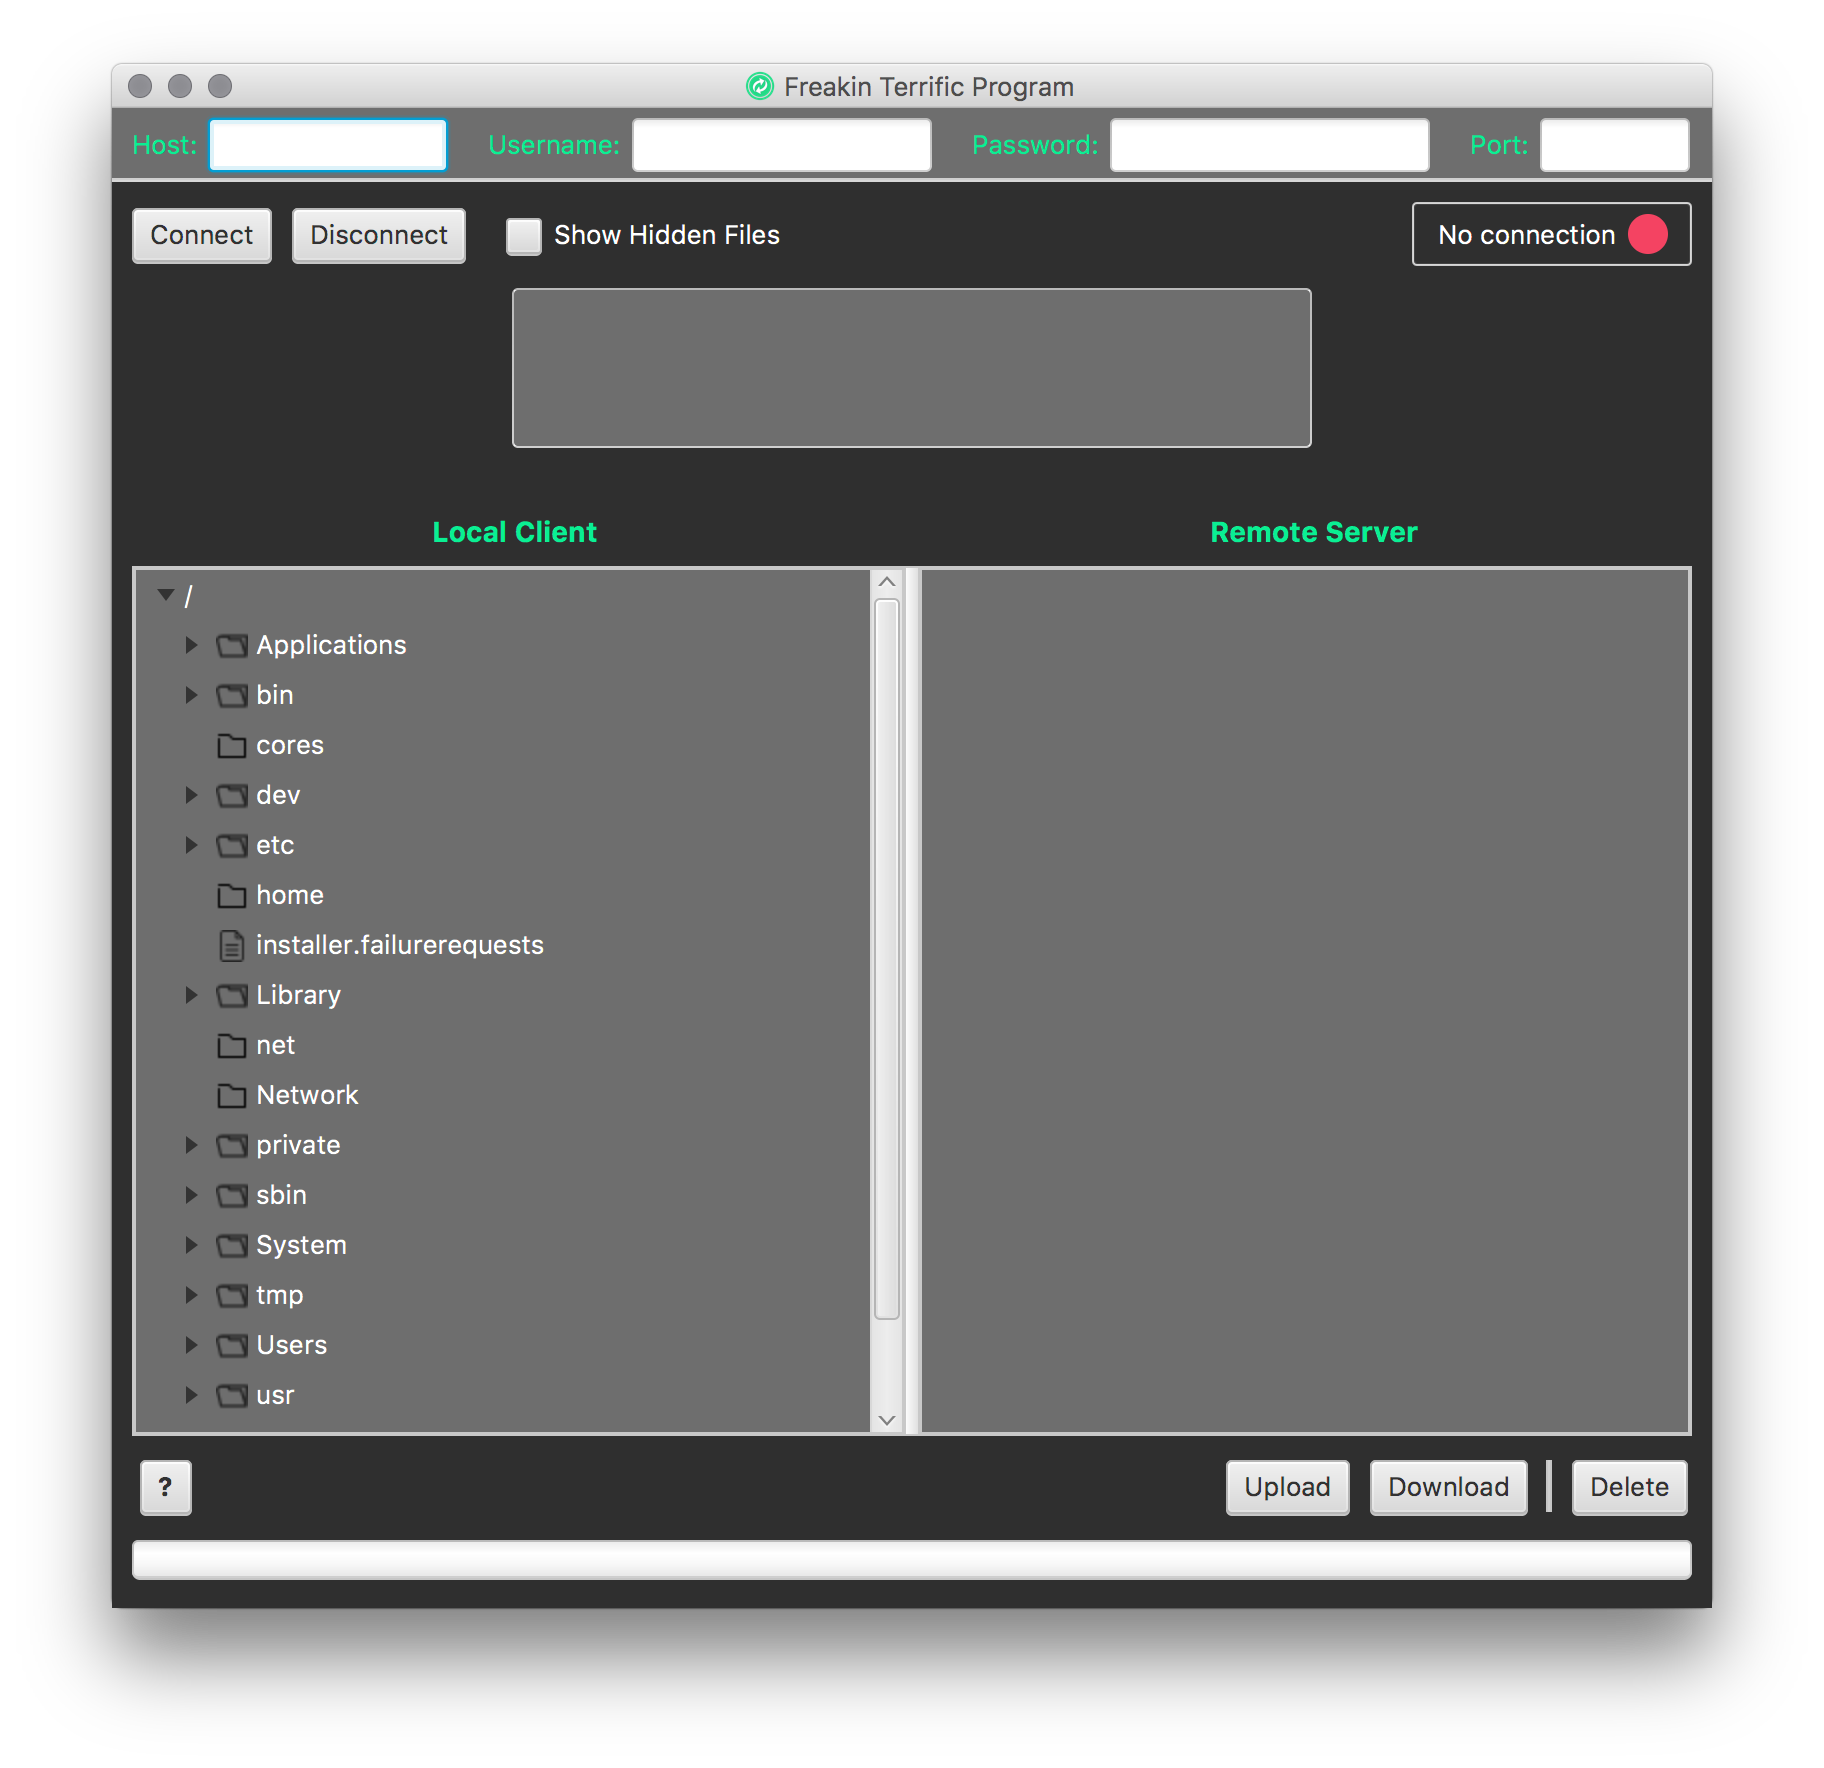 Freakin Terrific Program
Host: Username: Password: Port:
Connect Disconnect Show Hidden Files No connection
Local Client Remote Server
/
Applications
bin
cores
dev
etc
home
installer.failurerequests
Library
net
Network
private
sbin
System
tmp
Users
usr
? Upload Download Delete